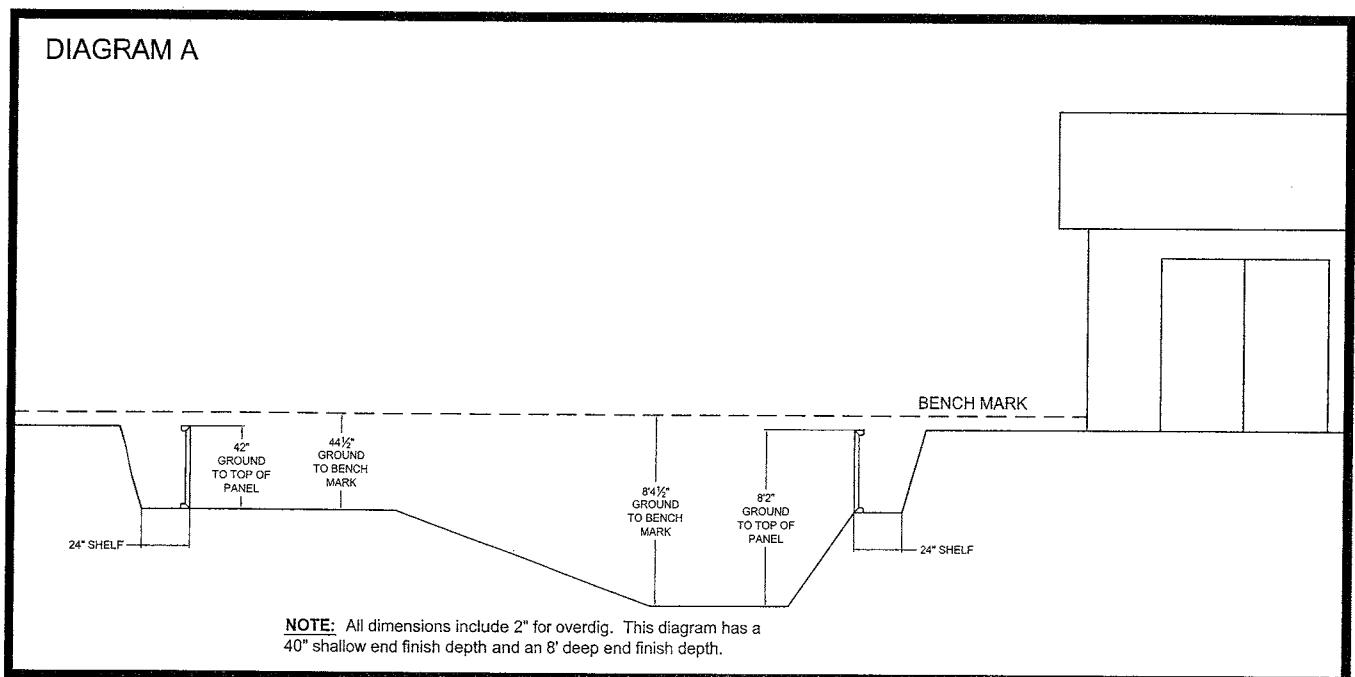 DIAGRAM A
BENCH MARK
42"
GROUND
TO TOP OF
PANEL
44½"
GROUND
TO BENCH
MARK
8'4½"
GROUND
TO BENCH
MARK
8'2"
GROUND
TO TOP OF
PANEL
24" SHELF
24" SHELF
NOTE: All dimensions include 2" for overdig. This diagram has a
40" shallow end finish depth and an 8' deep end finish depth.